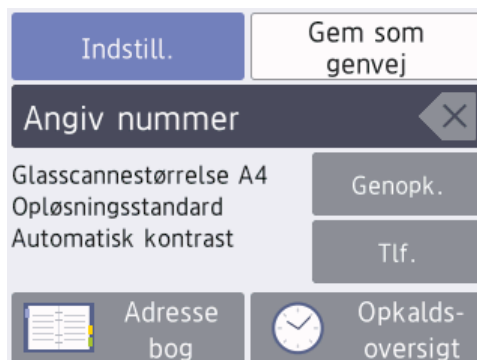 Indstill.
Gem som
genvej
Angiv nummer
Glasscannestørrelse A4
Opløsningsstandard
Automatisk kontrast
Genopk.
Tlf.
Adresse
bog
Opkalds-
oversigt